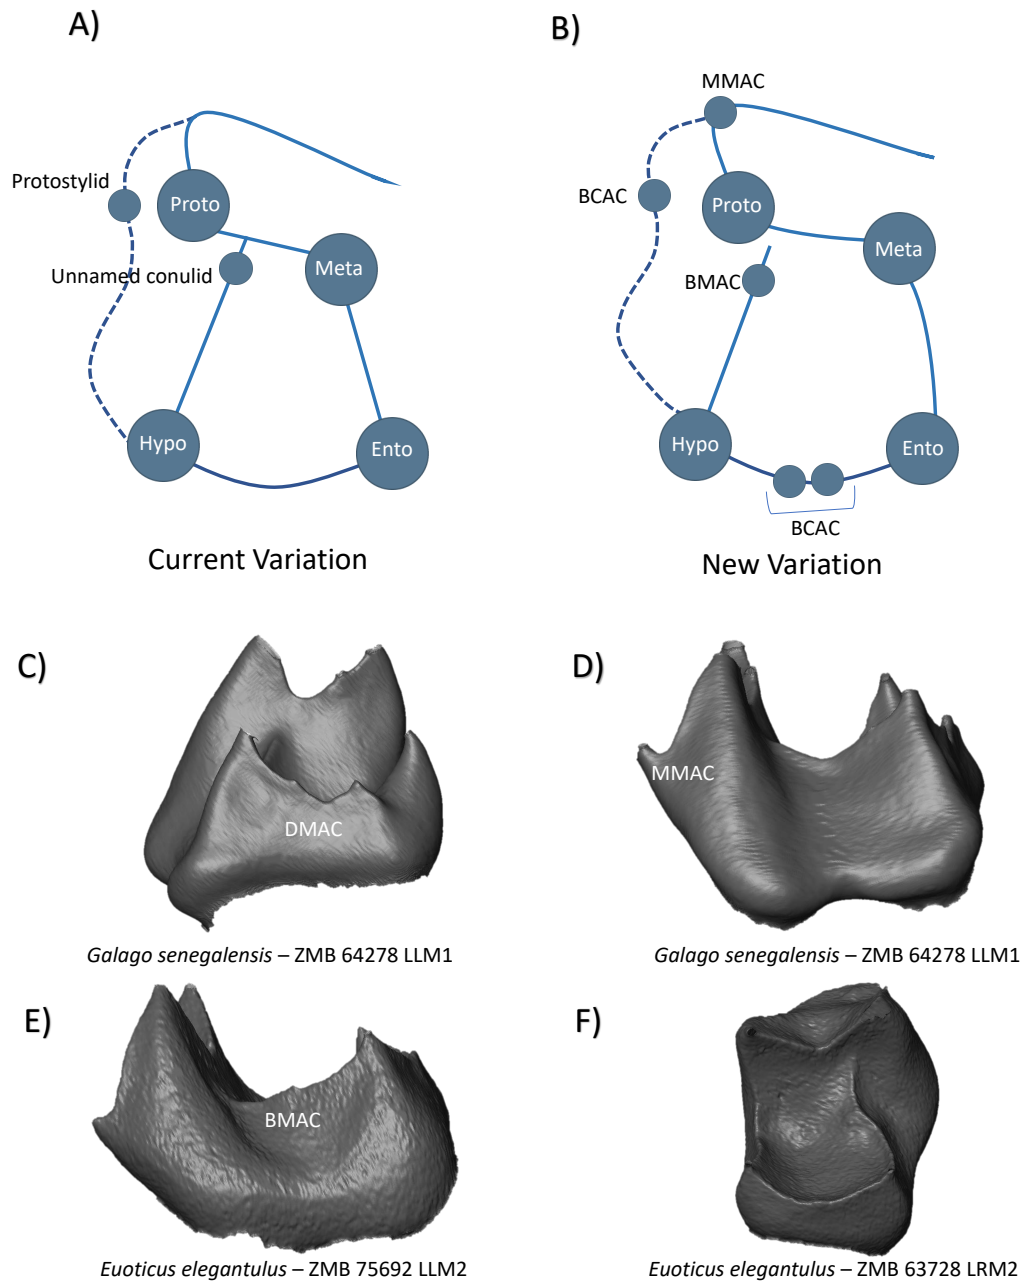 A)
B)
MMAC
Protostylid
Proto
BCAC
Proto
Unnamed conulid
Meta
BMAC
Meta
Hypo
Ento
Hypo
Ento
BCAC
Current Variation
New Variation
C)
D)
DMAC
MMAC
Galago senegalensis – ZMB 64278 LLM1
Galago senegalensis – ZMB 64278 LLM1
E)
F)
BMAC
Euoticus elegantulus – ZMB 75692 LLM2
Euoticus elegantulus – ZMB 63728 LRM2